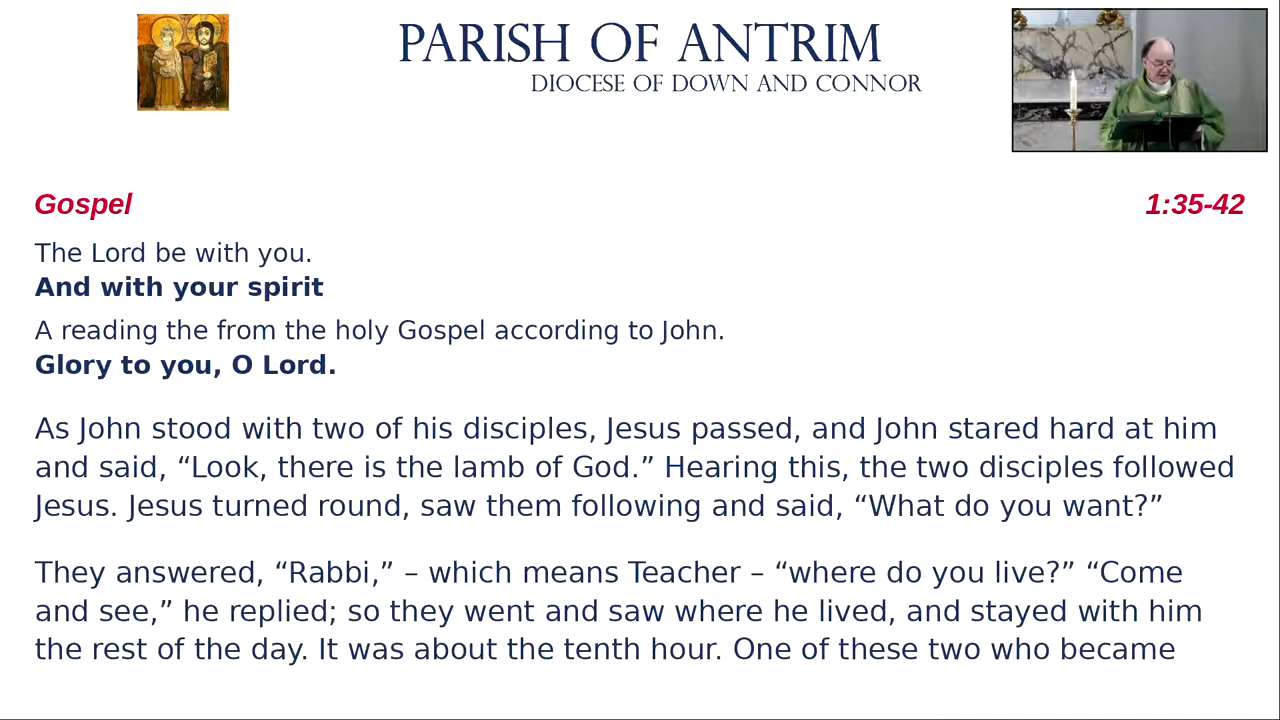 PARISH OF ANTRIM
DIOCESE OF DOWN AND CONNOR
Gospel 1:35-42
The Lord be with you.
And with your spirit
A reading the from the holy Gospel according to John.
Glory to you, O Lord.
As John stood with two of his disciples, Jesus passed, and John stared hard at him
and said, “Look, there is the lamb of God.” Hearing this, the two disciples followed
Jesus. Jesus turned round, saw them following and said, “What do you want?”
They answered, “Rabbi,” – which means Teacher – “where do you live?” “Come
and see,” he replied; so they went and saw where he lived, and stayed with him
the rest of the day. It was about the tenth hour. One of these two who became